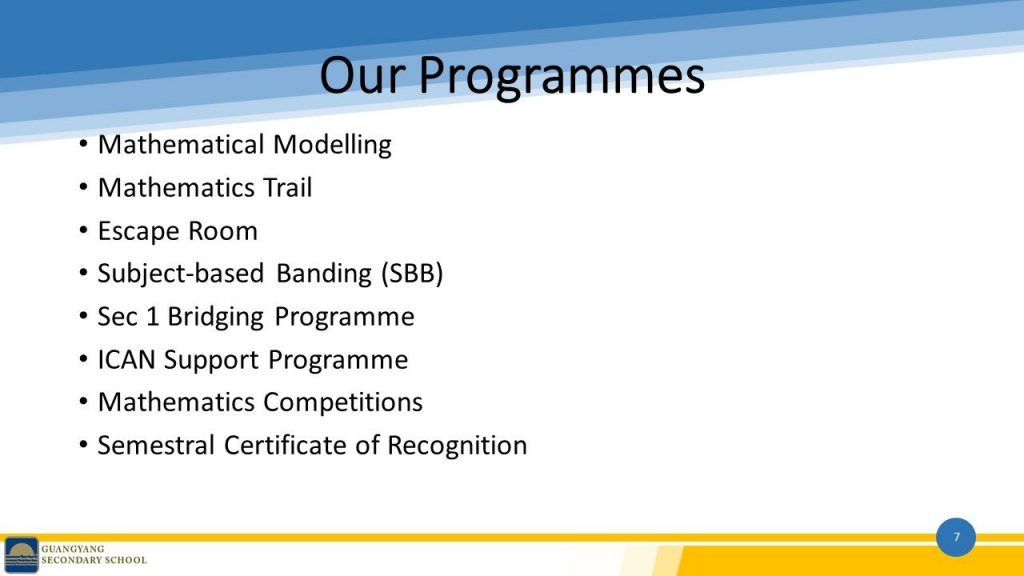 Our Programmes
• Mathematical Modelling
• Mathematics Trail
• Escape Room
• Subject-based Banding (SBB)
• Sec 1 Bridging Programme
• ICAN Support Programme
• Mathematics Competitions
• Semestral Certificate of Recognition
7
GUANGYANG
SECONDARY SCHOOL